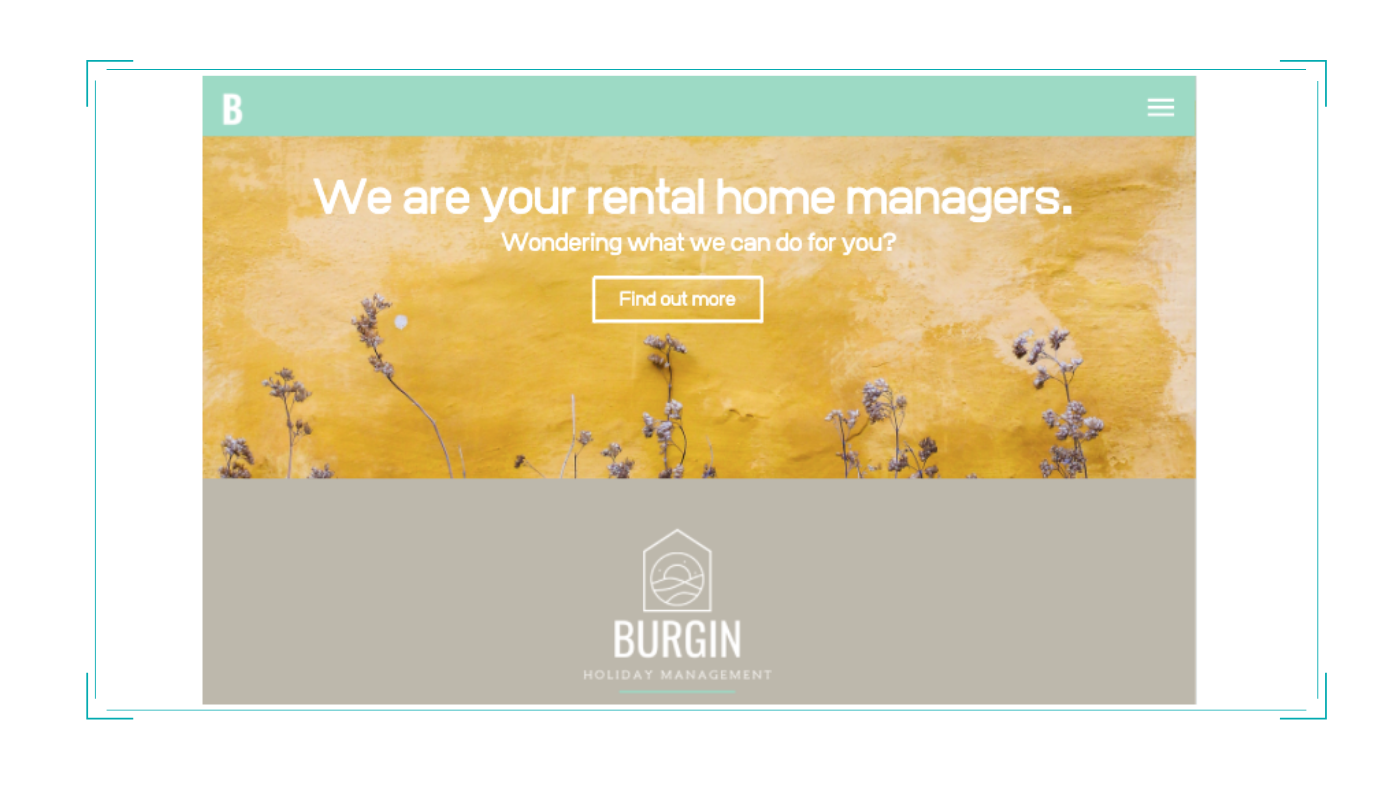 B
We are your rental home managers.
Wondering what we can do for you?
Find out more
BURGIN
HOLIDAY MANAGEMENT